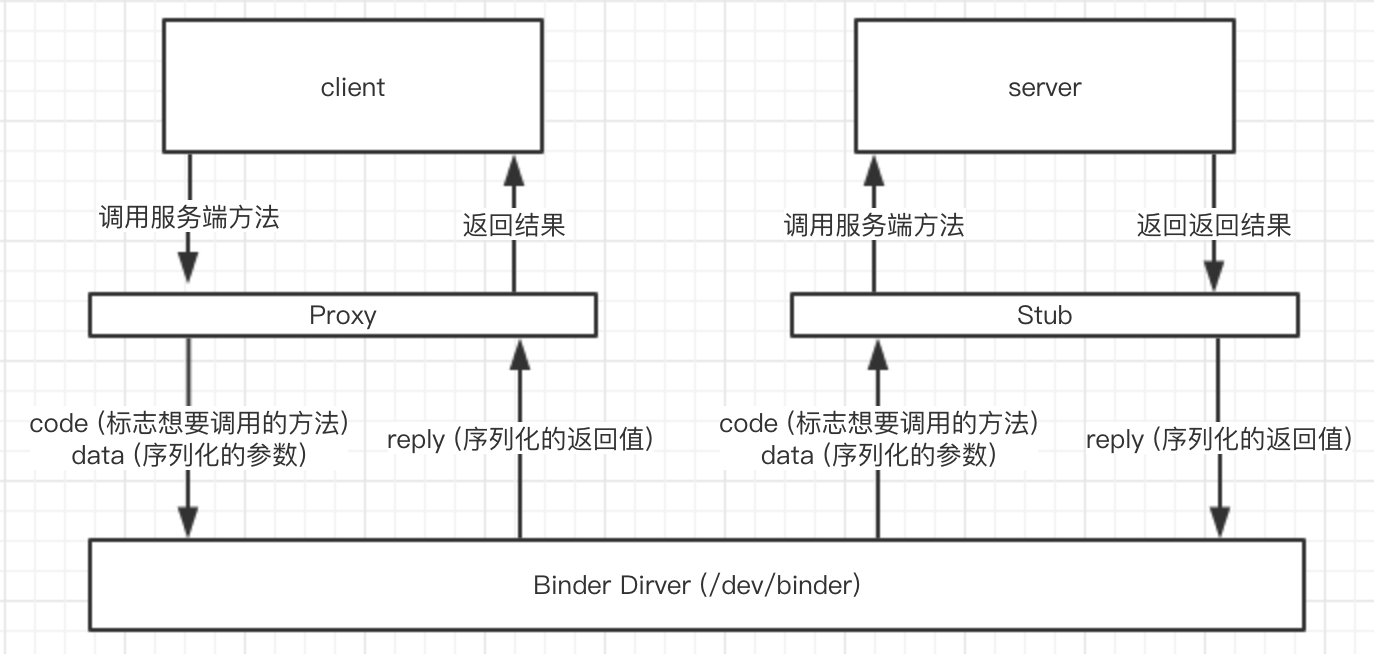 client
server
调用服务端方法
返回结果
调用服务端方法
返回返回结果
Proxy
Stub
code (标志想要调用的方法)
data (序列化的参数)
reply (序列化的返回值)
code (标志想要调用的方法)
data (序列化的参数)
reply (序列化的返回值)
Binder Dirver (/dev/binder)